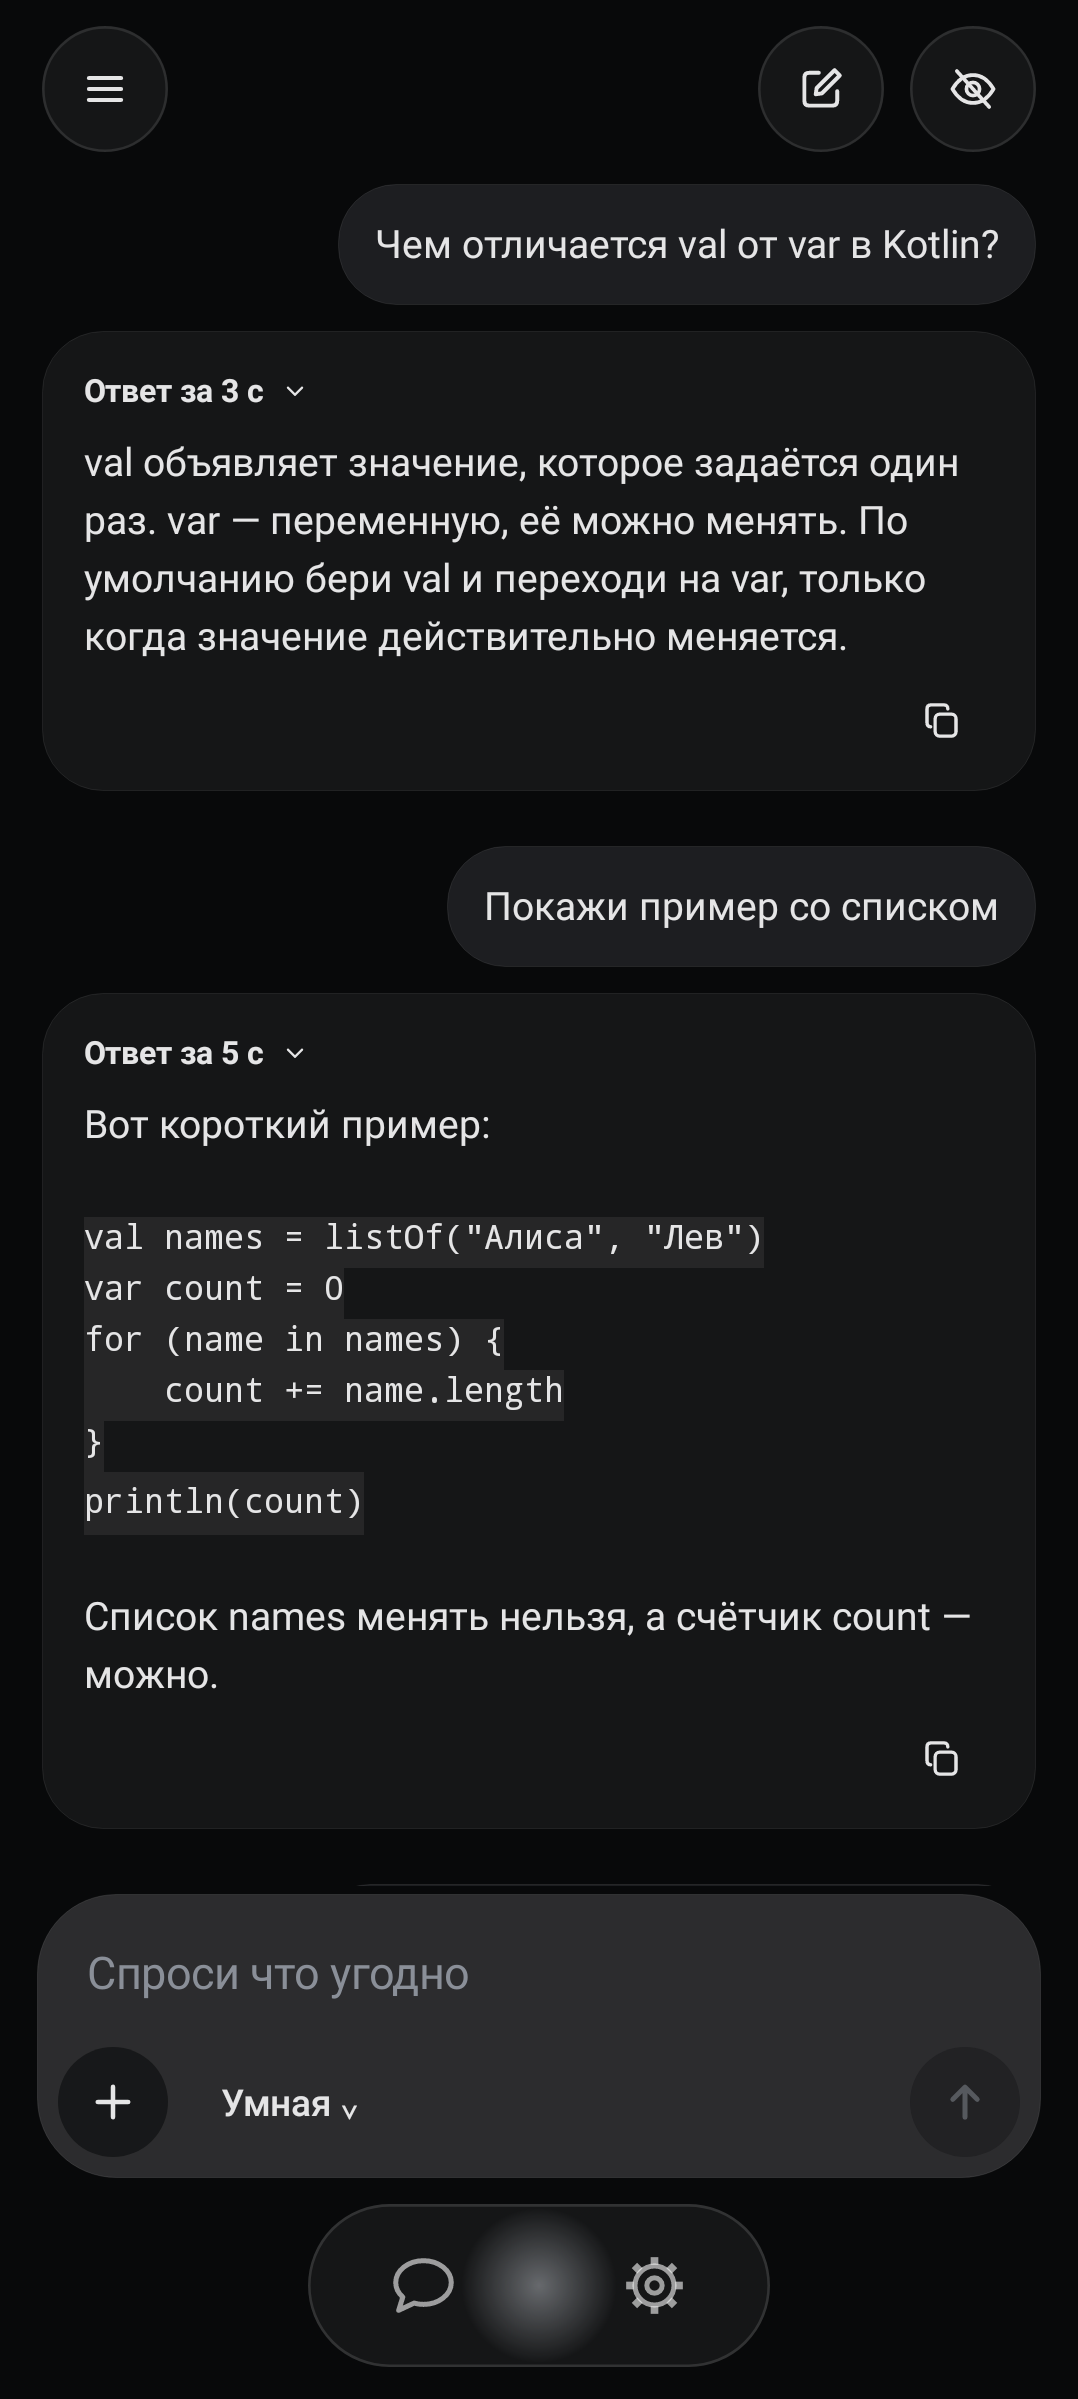 Чем отличается val от var в Kotlin?
Ответ за 3 с
val объявляет значение, которое задаётся один
раз. var — переменную, её можно менять. По
умолчанию бери val и переходи на var, только
когда значение действительно меняется.
Покажи пример со списком
Ответ за 5 с
Вот короткий пример:
val names = listOf("Алиса", "Лев")
var count = 0
for (name in names) {
    count += name.length
}
println(count)
Список names менять нельзя, а счётчик count —
можно.
Спроси что угодно
Умная